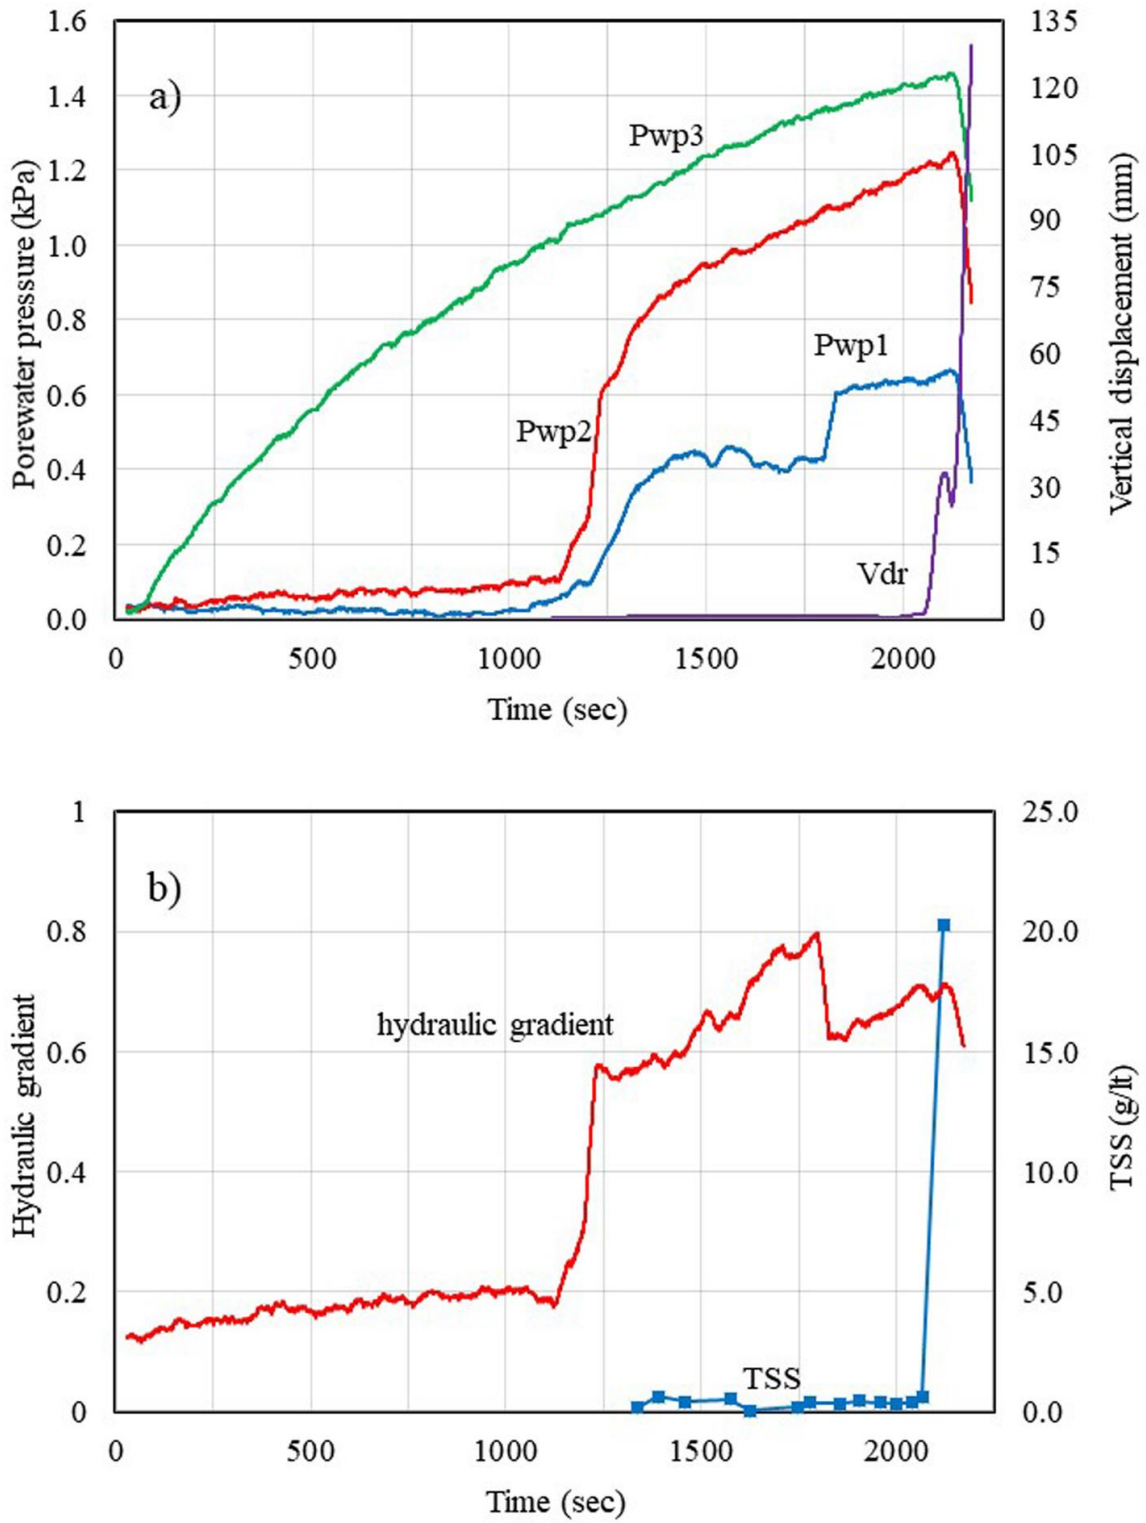 1.6
1.4
1.2
1.0
0.8
0.6
0.4
0.2
0.0
Porewater pressure (kPa)
a)
Pwp3
Pwp2
Pwp1
Vdr
135
120
105
90
75
60
45
30
15
0
Vertical displacement (mm)
0 500 1000 1500 2000
Time (sec)
1
0.8
0.6
0.4
0.2
0
Hydraulic gradient
b)
hydraulic gradient
TSS
25.0
20.0
15.0
10.0
5.0
0.0
TSS (g/lt)
0 500 1000 1500 2000
Time (sec)